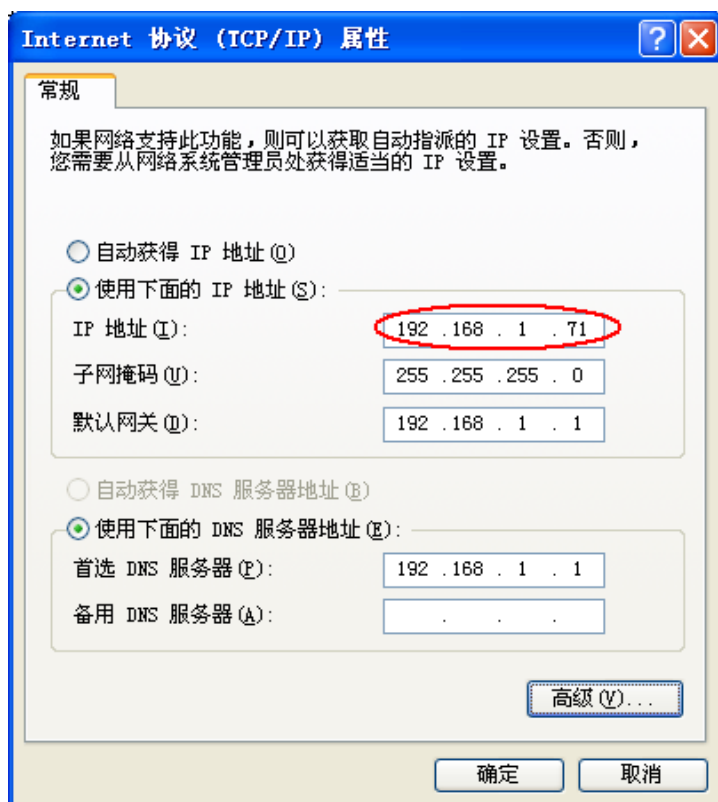 Internet 协议 (TCP/IP) 属性
常规
如果网络支持此功能，则可以获取自动指派的 IP 设置。否则，
您需要从网络系统管理员处获得适当的 IP 设置。
自动获得 IP 地址(O)
使用下面的 IP 地址(S):
IP 地址(I): 192 .168 . 1 . 71
子网掩码(U): 255 .255 .255 . 0
默认网关(D): 192 .168 . 1 . 1
自动获得 DNS 服务器地址(B)
使用下面的 DNS 服务器地址(E):
首选 DNS 服务器(P): 192 .168 . 1 . 1
备用 DNS 服务器(A): . . .
高级(V)...
确定 取消